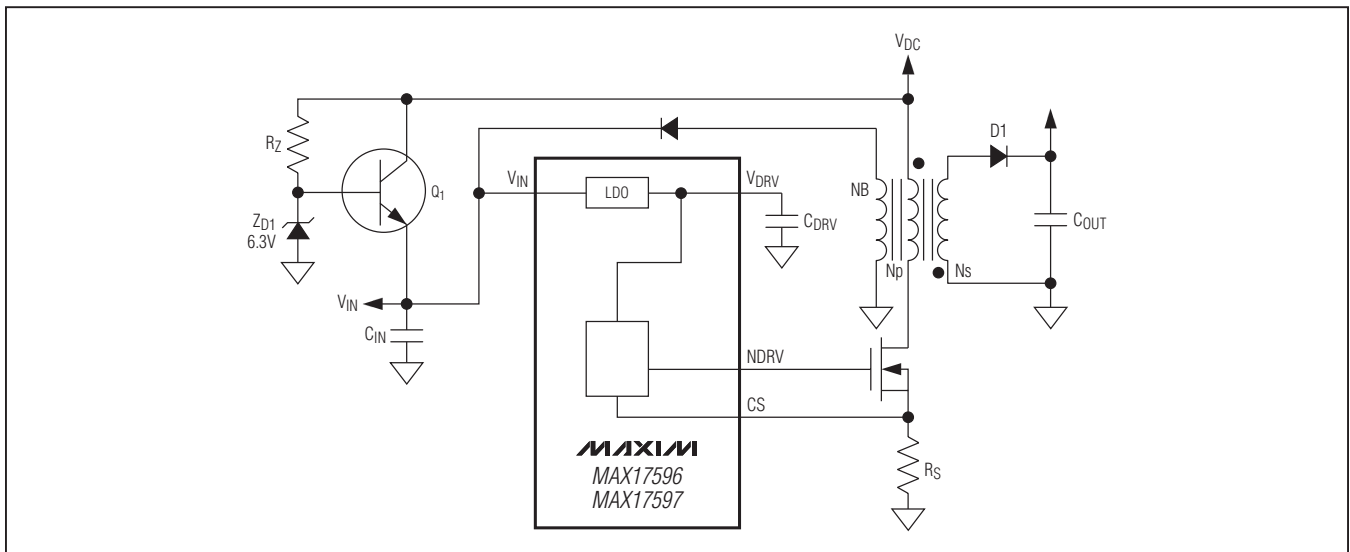 VDC
D1
RZ
Q1
VIN
LDO
VDRV
NB
CDRV
COUT
ZD1
6.3V
Np
Ns
VIN
CIN
NDRV
CS
MAXIM
MAX17596
MAX17597
RS